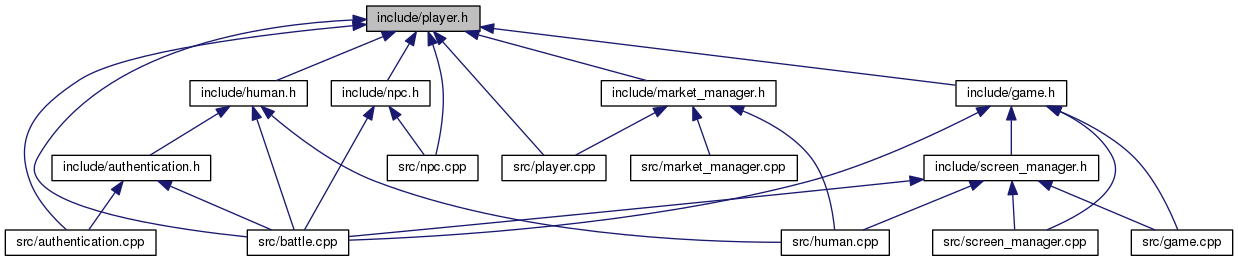 include/player.h
include/human.h
include/npc.h
include/market_manager.h
include/game.h
include/authentication.h
src/npc.cpp
src/player.cpp
src/market_manager.cpp
include/screen_manager.h
src/authentication.cpp
src/battle.cpp
src/human.cpp
src/screen_manager.cpp
src/game.cpp